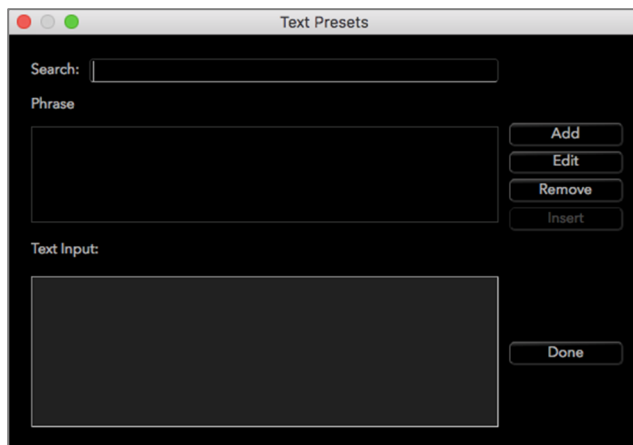 Text Presets
Search:
Phrase
Add
Edit
Remove
Insert
Text Input:
Done